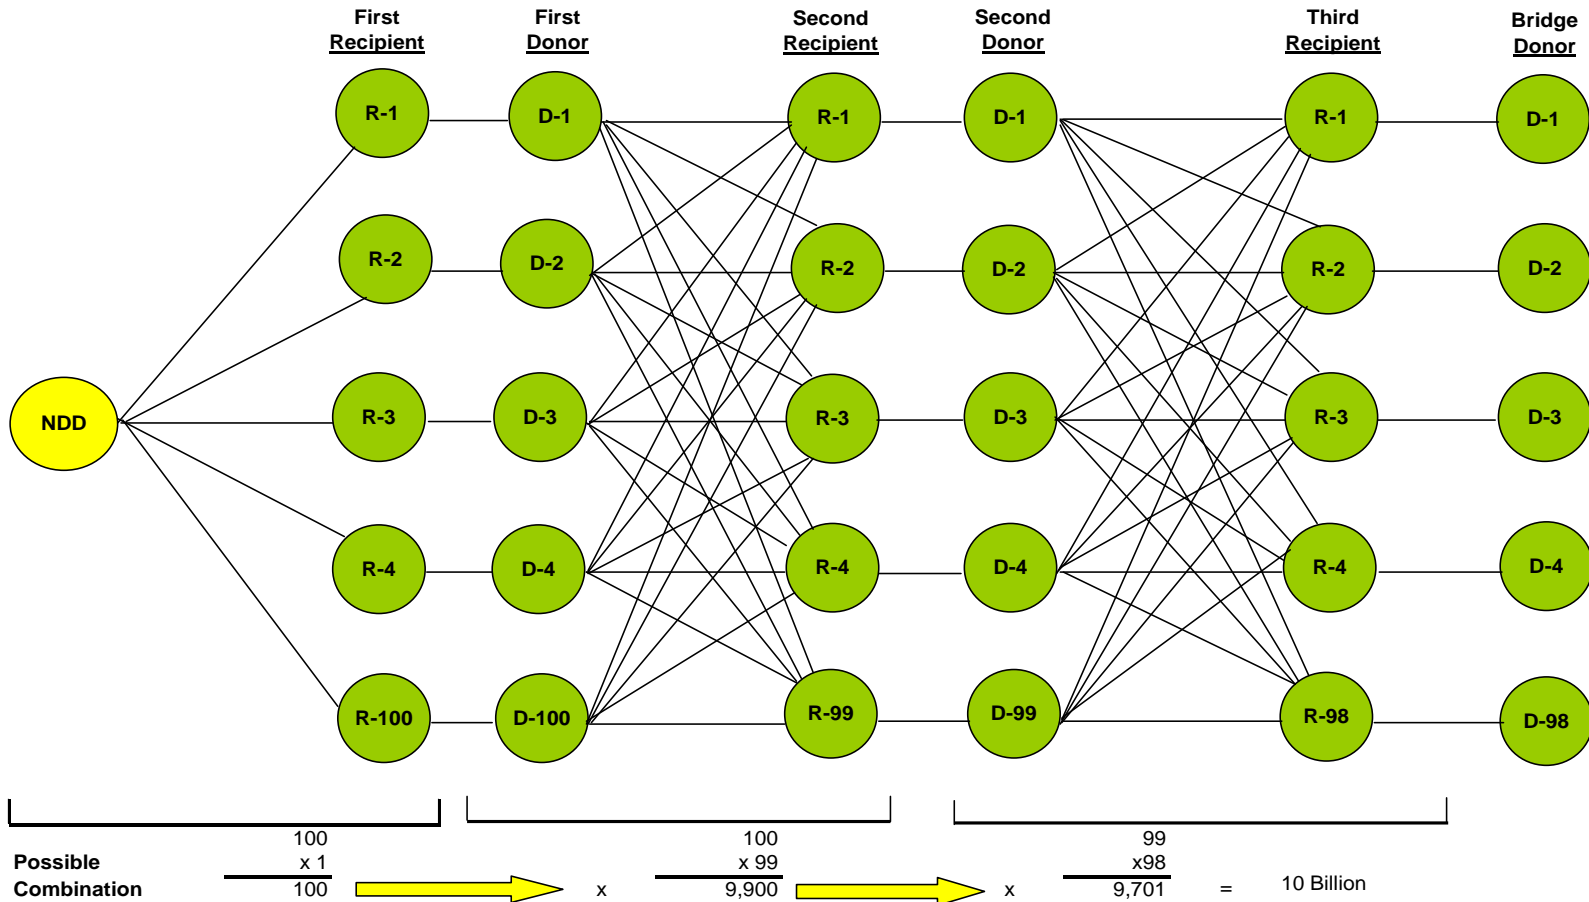 First Recipient
First Donor
Second Recipient
Second Donor
Third Recipient
Bridge Donor
R-1 D-1 R-1 D-1 R-1 D-1
R-2 D-2 R-2 D-2 R-2 D-2
NDD R-3 D-3 R-3 D-3 R-3 D-3
R-4 D-4 R-4 D-4 R-4 D-4
R-100 D-100 R-99 D-99 R-98 D-98
100 100 99
Possible x 1 x 99 x98
Combination 100 x 9,900 x 9,701 = 10 Billion